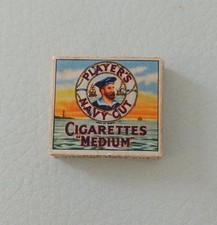 PLAYER'S
NAVY CUT
CIGARETTES
"MEDIUM"